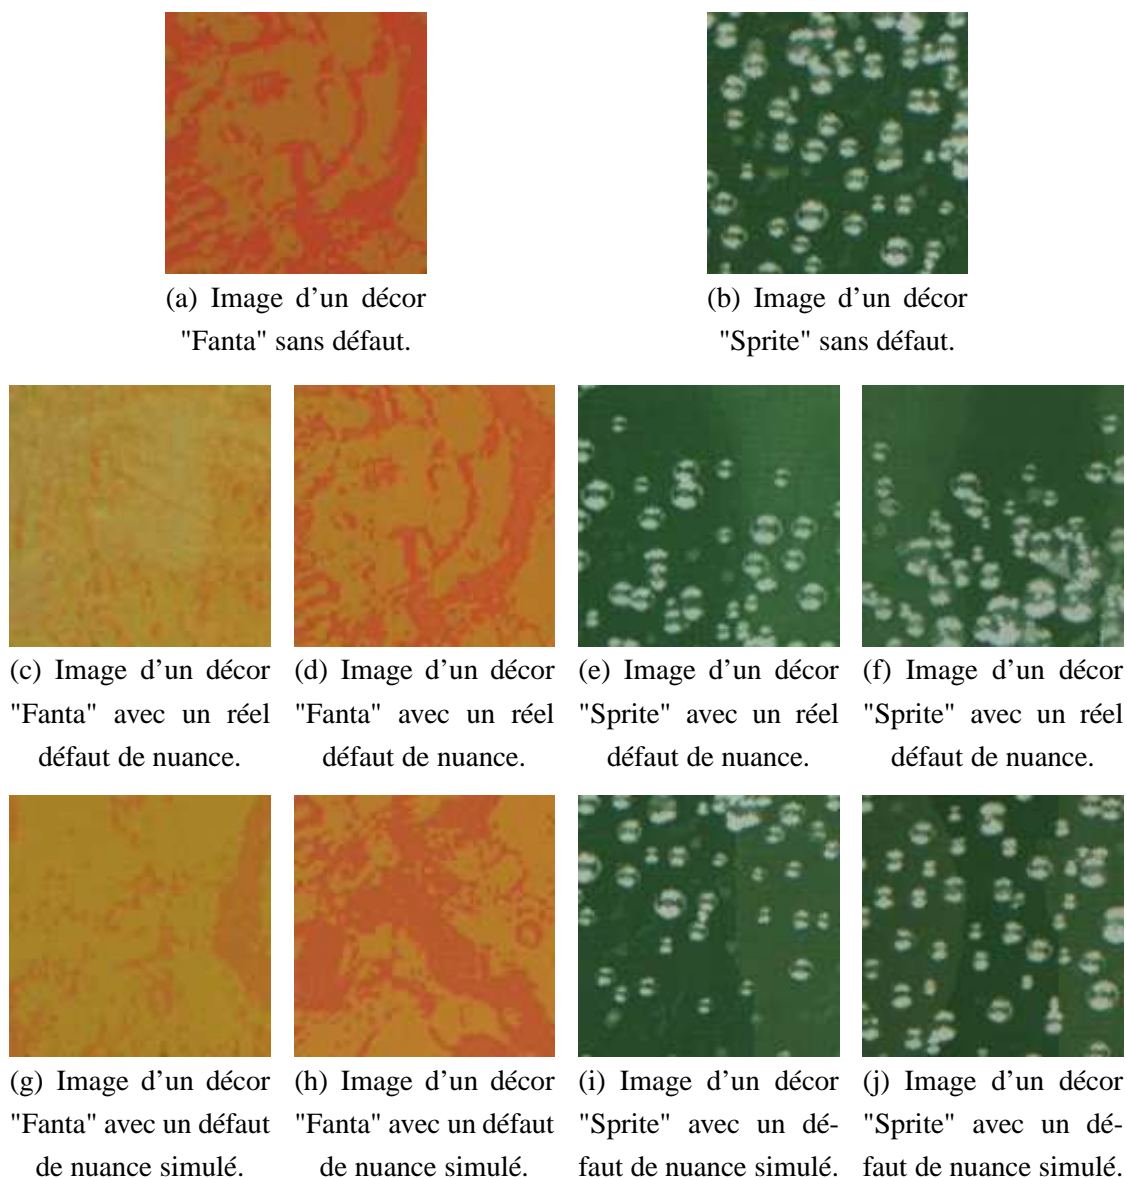 (a) Image d'un décor
"Fanta" sans défaut.
(b) Image d'un décor
"Sprite" sans défaut.
(c) Image d'un décor
"Fanta" avec un réel
défaut de nuance.
(d) Image d'un décor
"Fanta" avec un réel
défaut de nuance.
(e) Image d'un décor
"Sprite" avec un réel
défaut de nuance.
(f) Image d'un décor
"Sprite" avec un réel
défaut de nuance.
(g) Image d'un décor
"Fanta" avec un défaut
de nuance simulé.
(h) Image d'un décor
"Fanta" avec un défaut
de nuance simulé.
(i) Image d'un décor
"Sprite" avec un dé-
faut de nuance simulé.
(j) Image d'un décor
"Sprite" avec un dé-
faut de nuance simulé.